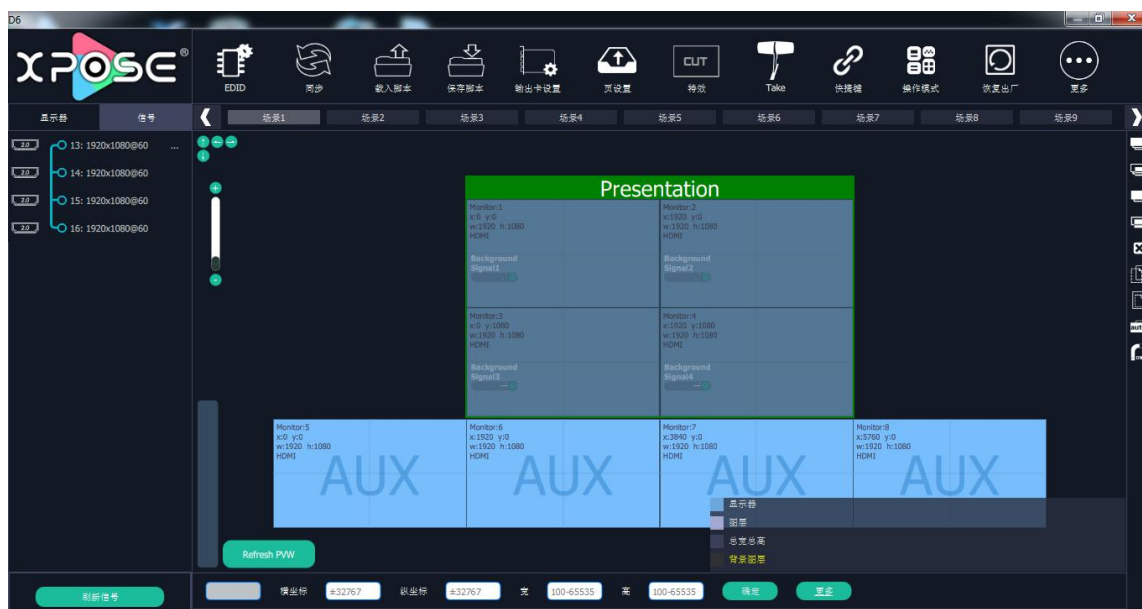 D6
XPOSE®
EDID
同步
载入脚本
保存脚本
输出卡设置
页设置
CUT
特效
Take
快捷键
操作模式
恢复出厂
更多
显示器
信号
场景1
场景2
场景3
场景4
场景5
场景6
场景7
场景8
场景9
2.0 13: 1920x1080@60 ...
2.0 14: 1920x1080@60
2.0 15: 1920x1080@60
2.0 16: 1920x1080@60
Presentation
Monitor:1
x:0 y:0
w:1920 h:1080
HDMI
Background
Signal1
Monitor:2
x:1920 y:0
w:1920 h:1080
HDMI
Background
Signal2
Monitor:3
x:0 y:1080
w:1920 h:1080
HDMI
Background
Signal3
Monitor:4
x:1920 y:1080
w:1920 h:1080
HDMI
Background
Signal4
Monitor:5
x:0 y:0
w:1920 h:1080
HDMI
AUX
Monitor:6
x:1920 y:0
w:1920 h:1080
HDMI
AUX
Monitor:7
x:3840 y:0
w:1920 h:1080
HDMI
AUX
Monitor:8
x:5760 y:0
w:1920 h:1080
HDMI
AUX
显示器
图层
总宽总高
背景图层
Refresh PVW
刷新信号
横坐标
±32767
纵坐标
±32767
宽
100-65535
高
100-65535
确定
更多